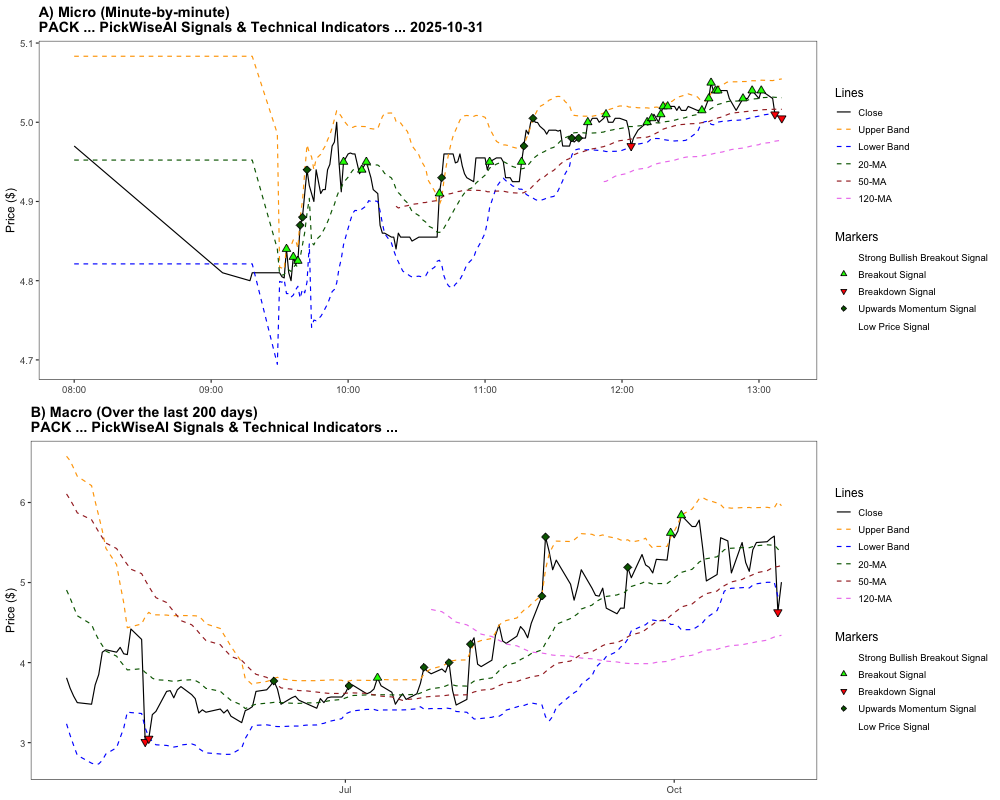 A) Micro (Minute-by-minute)
PACK ... PickWiseAI Signals & Technical Indicators ... 2025-10-31
Price ($)
5.1
5.0
4.9
4.8
4.7
08:00
09:00
10:00
11:00
12:00
13:00
Lines
Close
Upper Band
Lower Band
20-MA
50-MA
120-MA
Markers
Strong Bullish Breakout Signal
Breakout Signal
Breakdown Signal
Upwards Momentum Signal
Low Price Signal
B) Macro (Over the last 200 days)
PACK ... PickWiseAI Signals & Technical Indicators ...
Price ($)
6
5
4
3
Jul
Oct
Lines
Close
Upper Band
Lower Band
20-MA
50-MA
120-MA
Markers
Strong Bullish Breakout Signal
Breakout Signal
Breakdown Signal
Upwards Momentum Signal
Low Price Signal